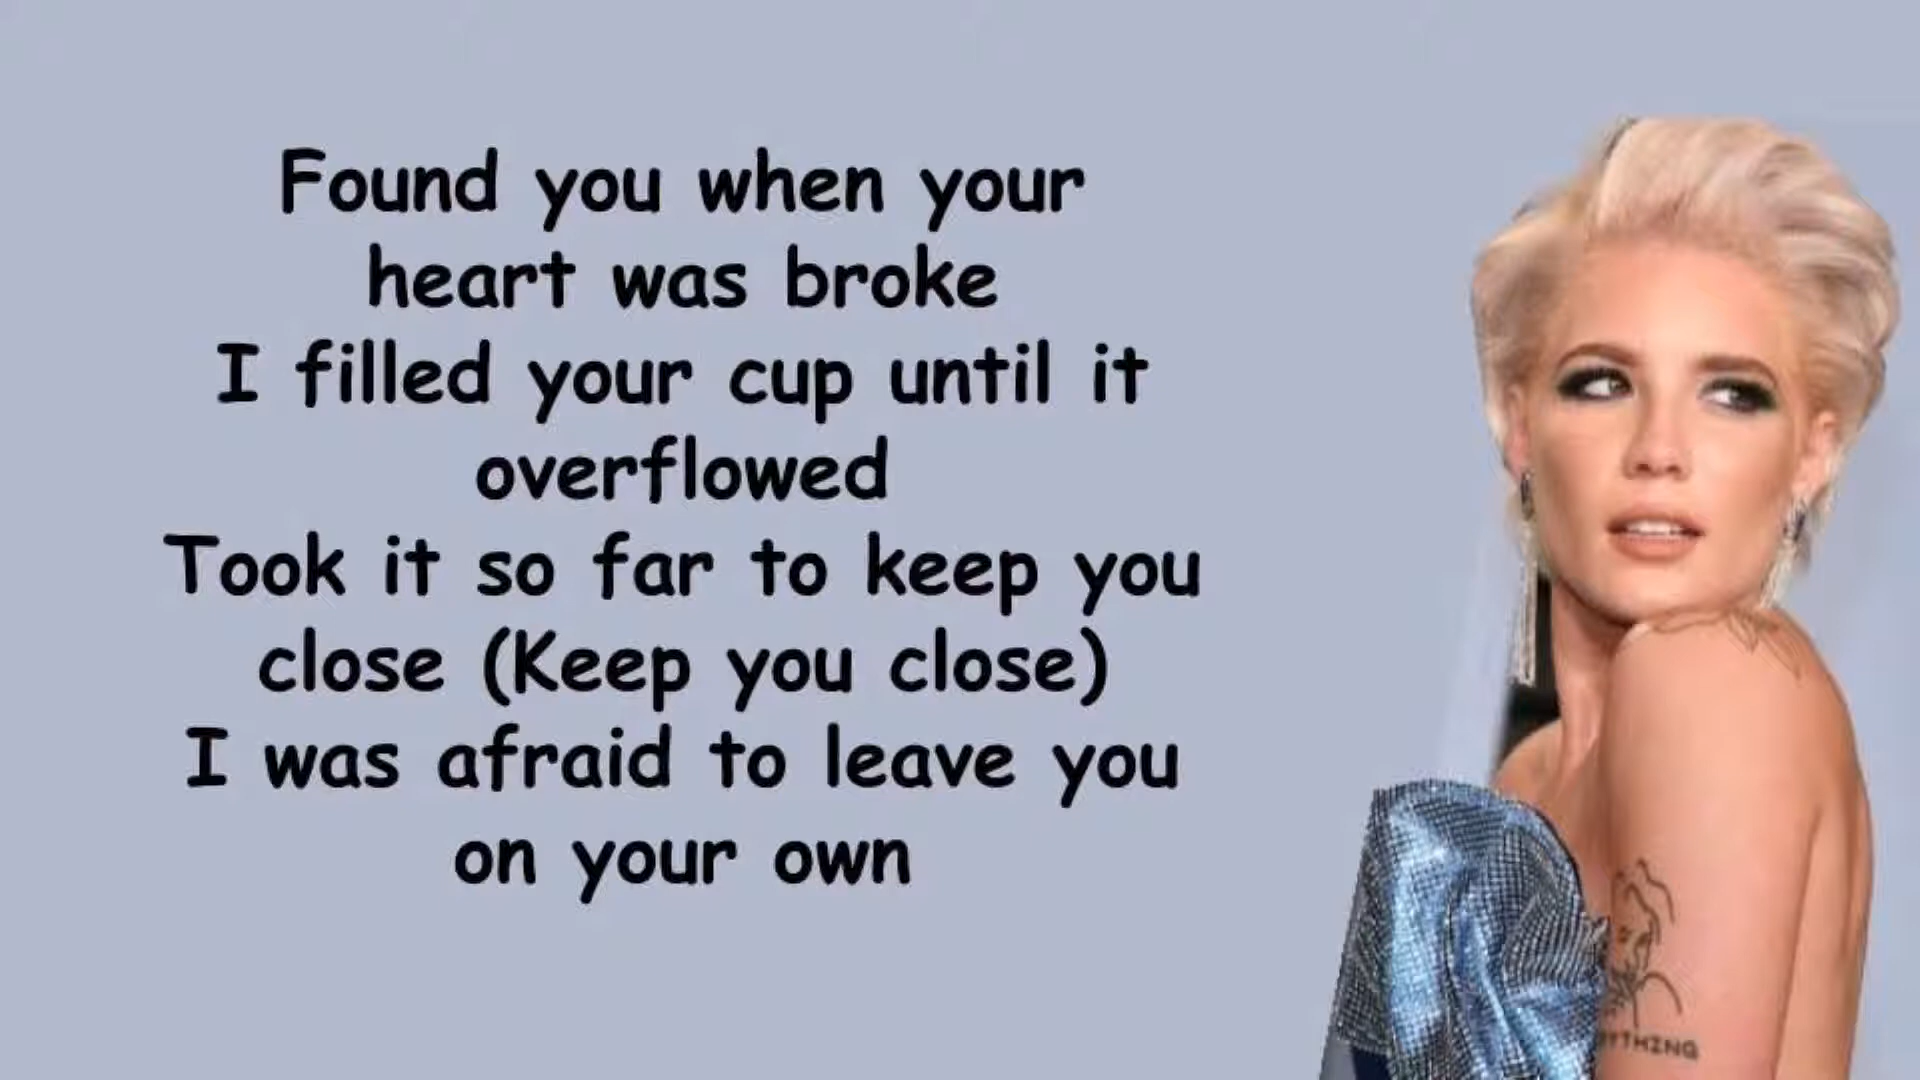 Found you when your
heart was broke
I filled your cup until it
overflowed
Took it so far to keep you
close (Keep you close)
I was afraid to leave you
on your own
YTHING